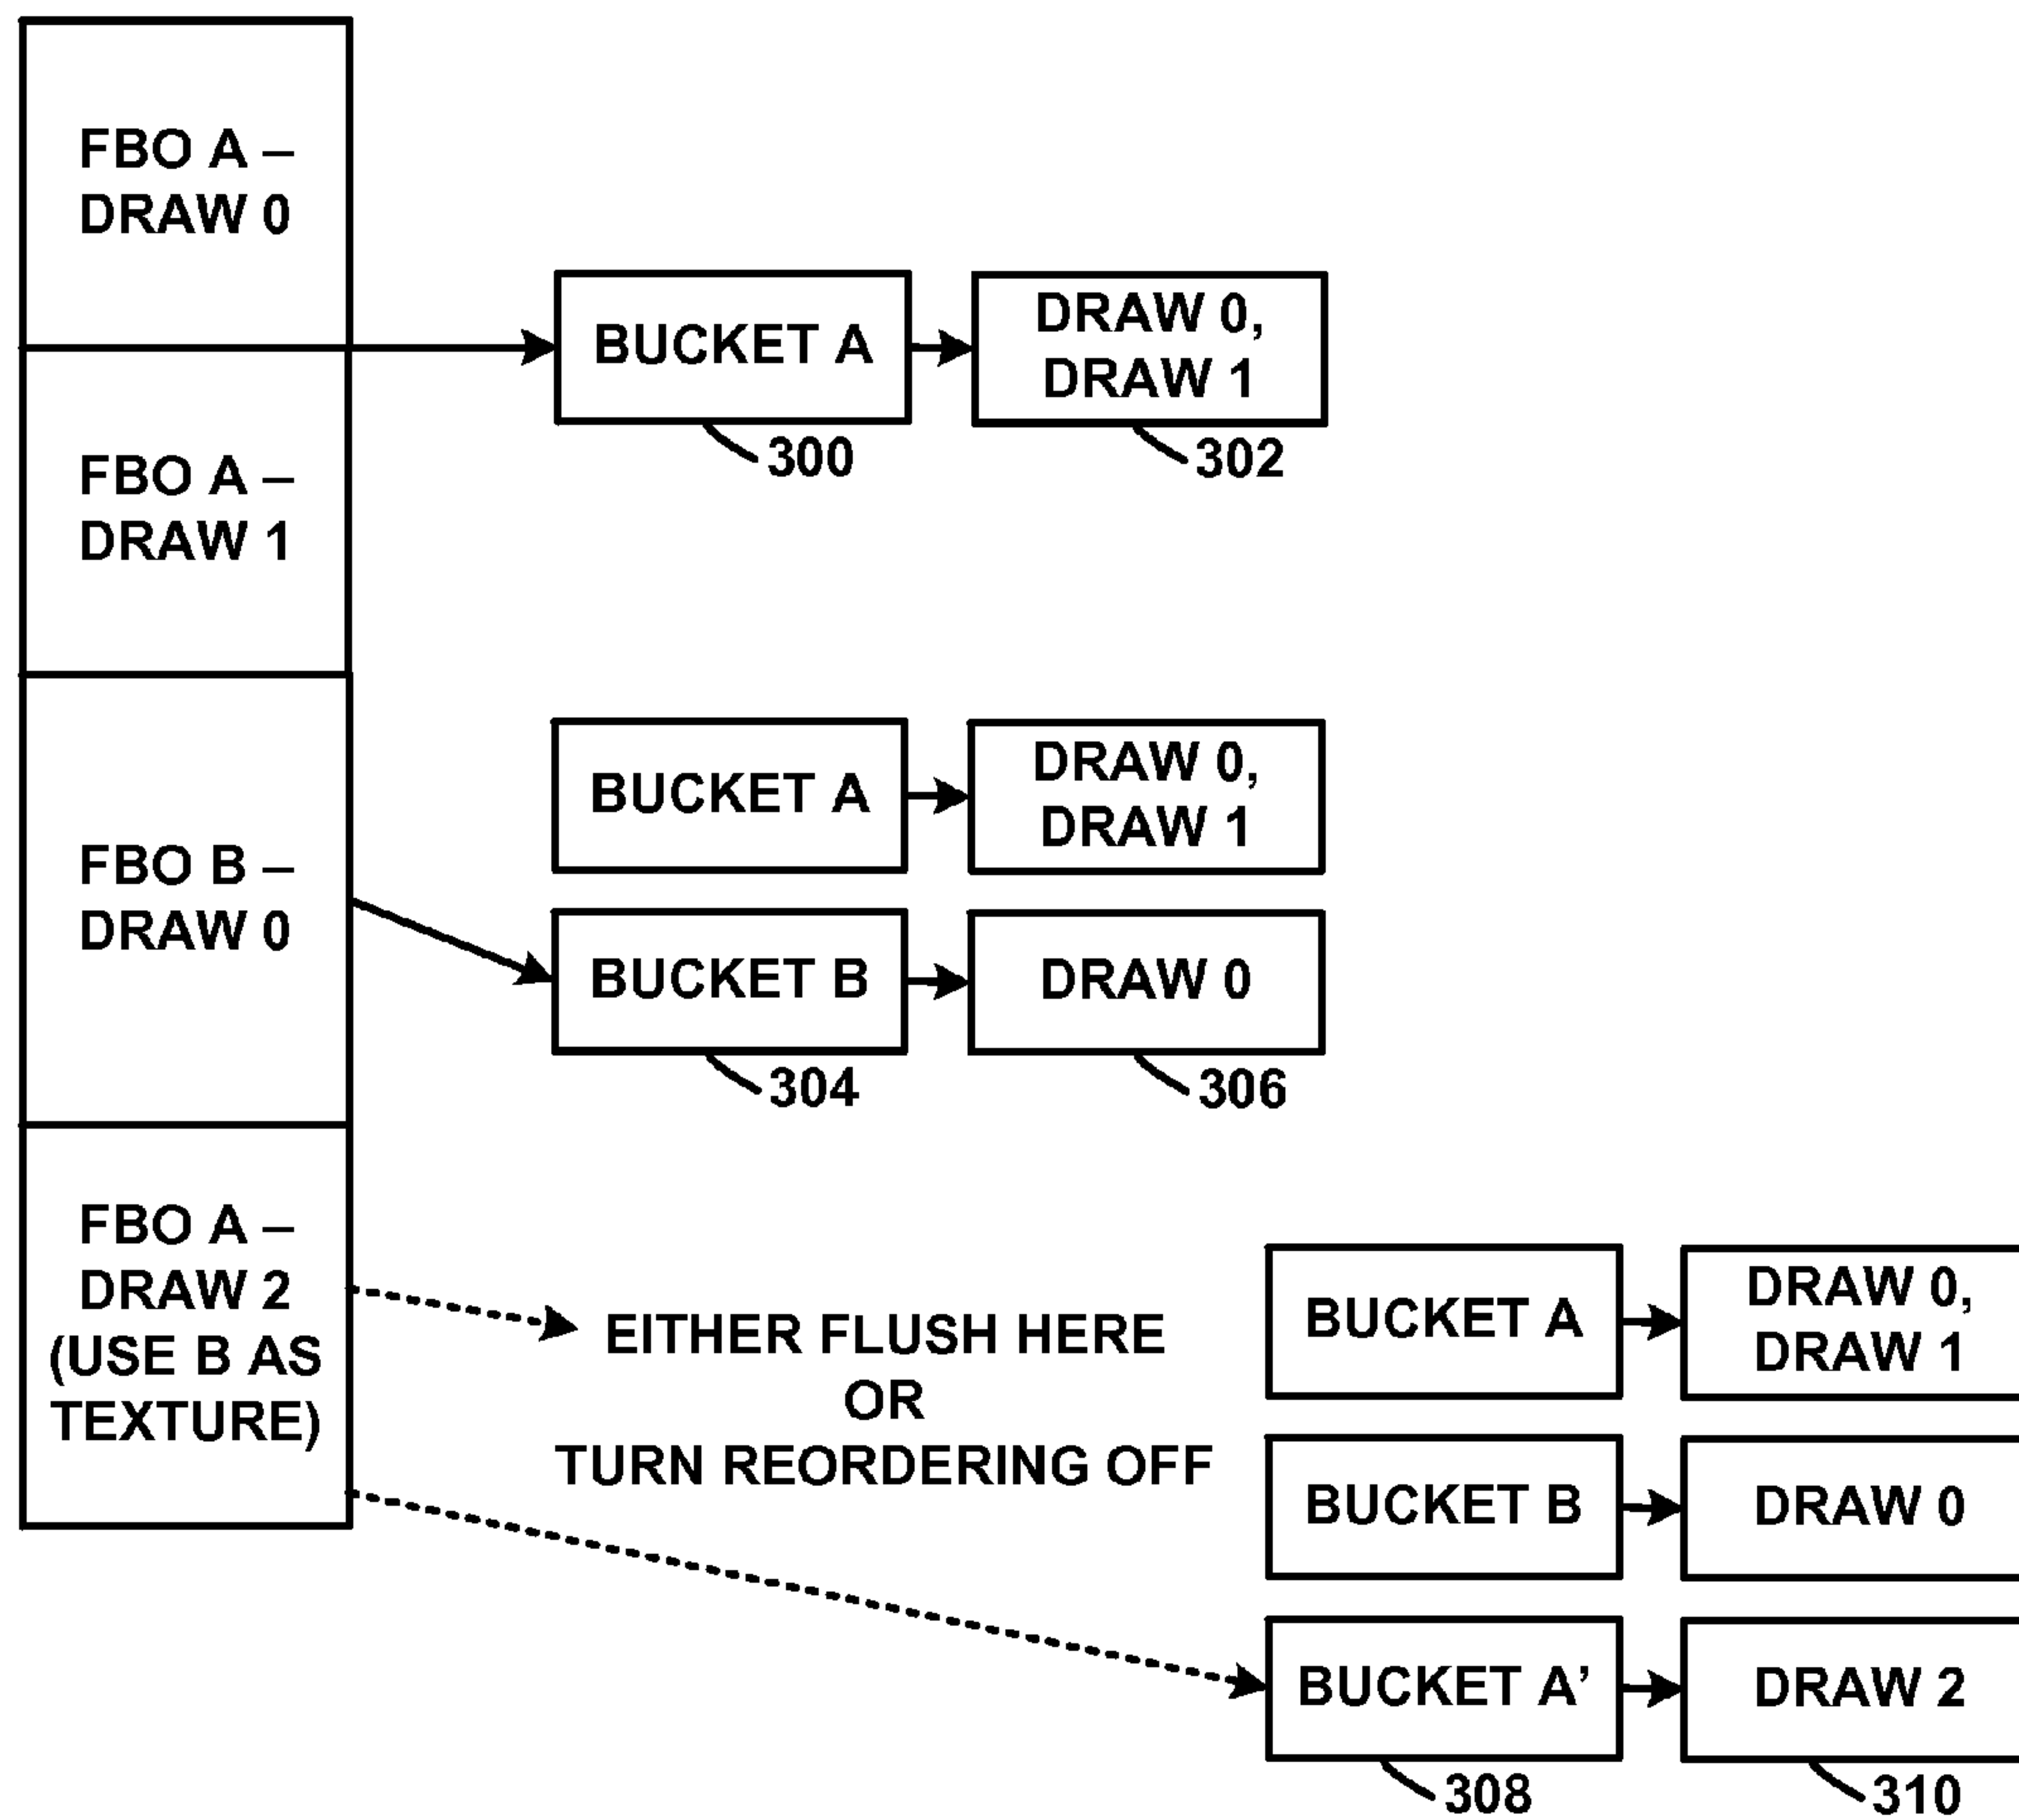 FBO A –
DRAW 0
FBO A –
DRAW 1
BUCKET A
300
DRAW 0,
DRAW 1
302
FBO B –
DRAW 0
BUCKET A
DRAW 0,
DRAW 1
BUCKET B
304
DRAW 0
306
FBO A –
DRAW 2
(USE B AS
TEXTURE)
EITHER FLUSH HERE
OR
TURN REORDERING OFF
BUCKET A
DRAW 0,
DRAW 1
BUCKET B
DRAW 0
BUCKET A'
308
DRAW 2
310